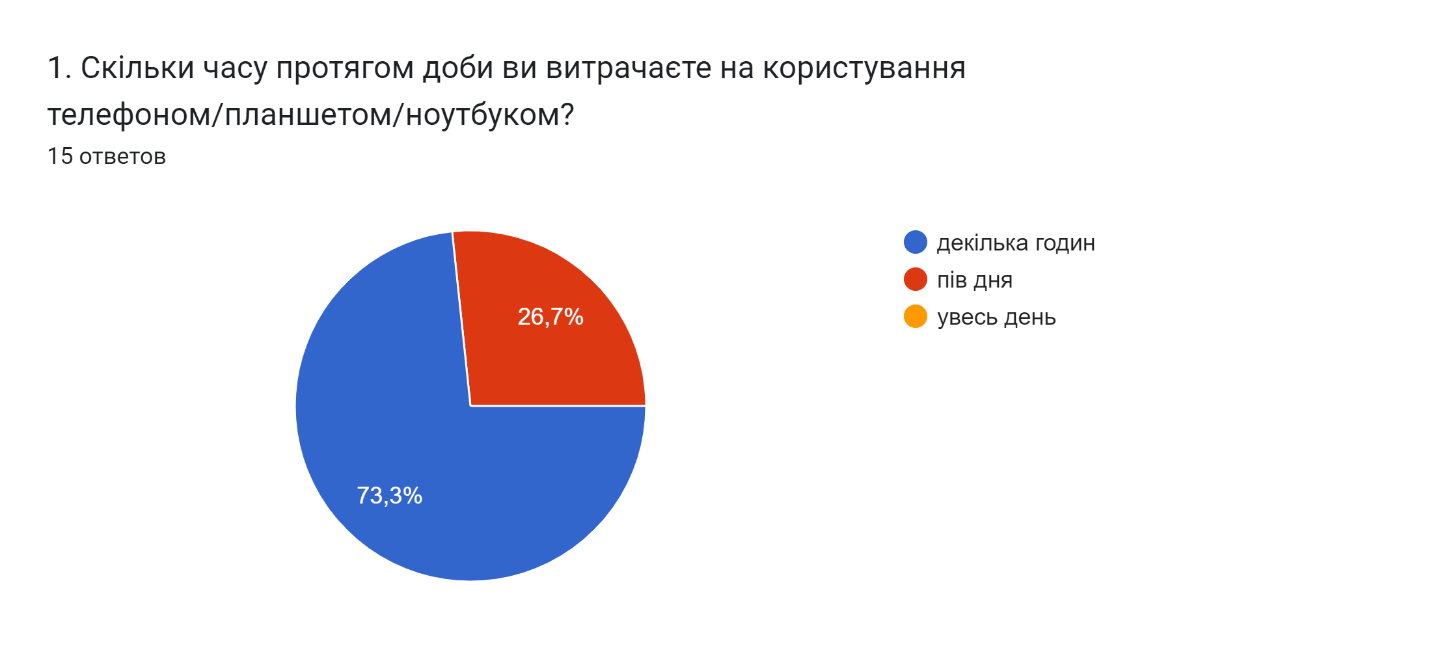 1. Скільки часу протягом доби ви витрачаєте на користування
телефоном/планшетом/ноутбуком?
15 ответов
декілька годин
пів дня
увесь день
26,7%
73,3%